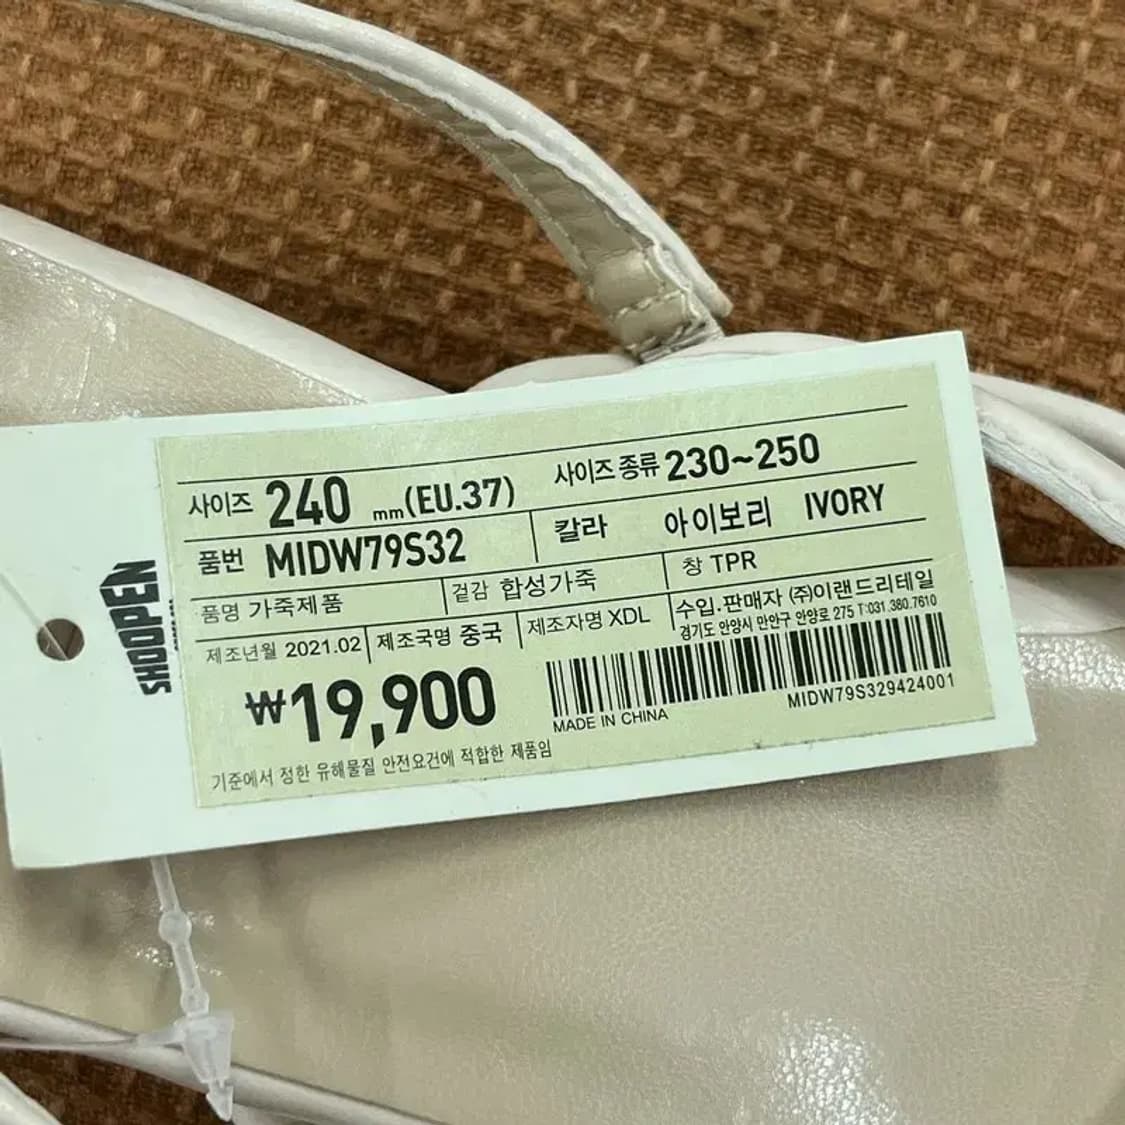 SHOOPEN
사이즈 240 mm(EU.37) 사이즈 종류 230~250
품번 MIDW79S32 칼라 아이보리 IVORY
품명 가죽제품 겉감 합성가죽 창 TPR
제조년월 2021.02 제조국명 중국 제조자명 XDL 수입.판매자 (주)이랜드리테일
경기도 안양시 만안구 안양로 275 T:031.380.7610
₩19,900
MADE IN CHINA MIDW79S329424001
기준에서 정한 유해물질 안전요건에 적합한 제품임